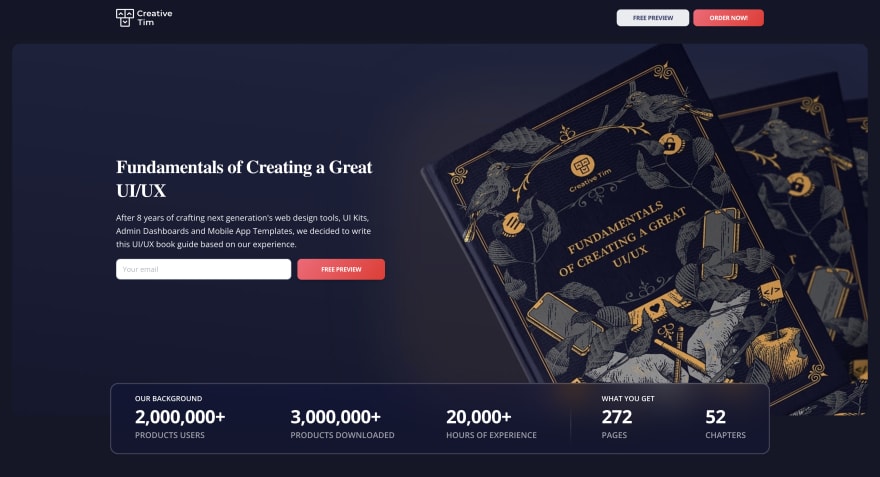 Creative
Tim
FREE PREVIEW
ORDER NOW!
Fundamentals of Creating a Great
UI/UX
After 8 years of crafting next generation's web design tools, UI Kits,
Admin Dashboards and Mobile App Templates, we decided to write
this UI/UX book guide based on our experience.
Your email
FREE PREVIEW
Creative Tim
FUNDAMENTALS
OF CREATING A GREAT
UI/UX
</>
OUR BACKGROUND
2,000,000+
PRODUCTS USERS
3,000,000+
PRODUCTS DOWNLOADED
20,000+
HOURS OF EXPERIENCE
WHAT YOU GET
272
PAGES
52
CHAPTERS